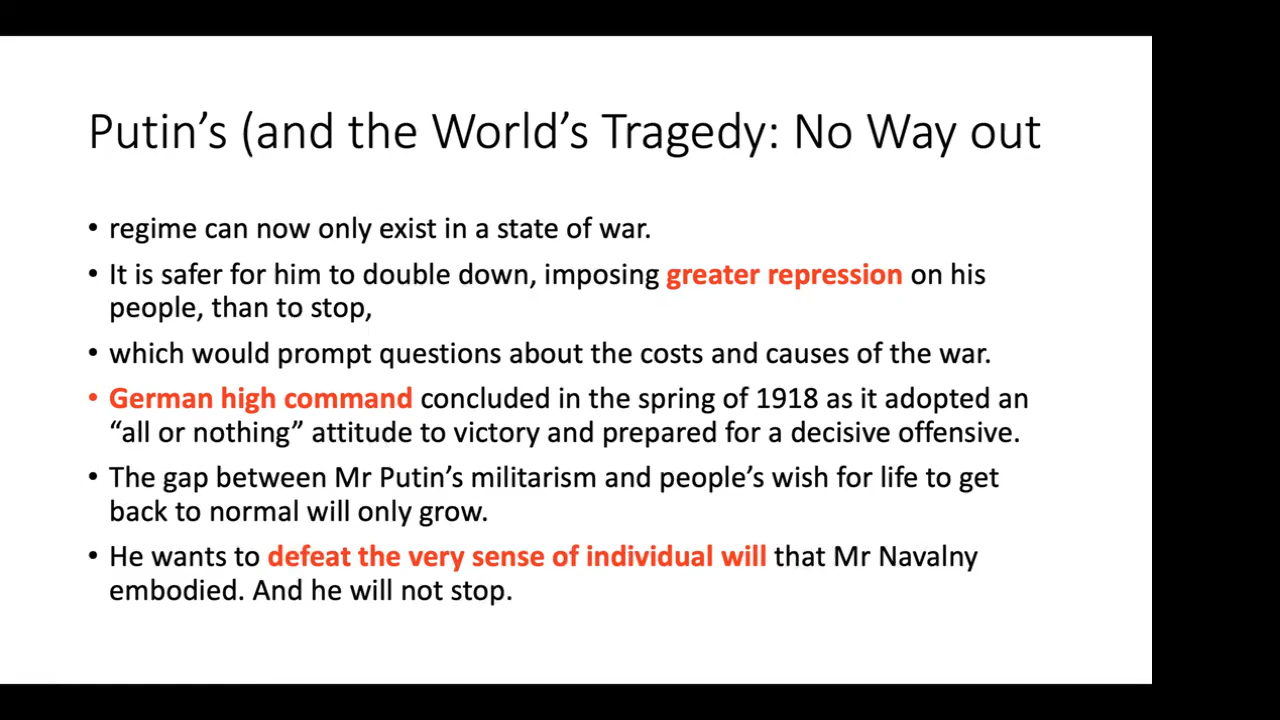 Putin’s (and the World’s Tragedy: No Way out
• regime can now only exist in a state of war.
• It is safer for him to double down, imposing greater repression on his
people, than to stop,
• which would prompt questions about the costs and causes of the war.
• German high command concluded in the spring of 1918 as it adopted an
“all or nothing” attitude to victory and prepared for a decisive offensive.
• The gap between Mr Putin’s militarism and people’s wish for life to get
back to normal will only grow.
• He wants to defeat the very sense of individual will that Mr Navalny
embodied. And he will not stop.